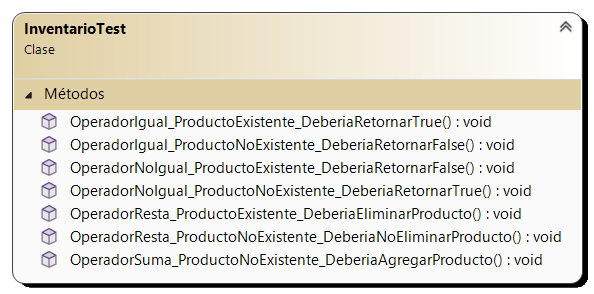 InventarioTest
Clase
Métodos
OperadorIgual_ProductoExistente_DeberiaRetornarTrue() : void
OperadorIgual_ProductoNoExistente_DeberiaRetornarFalse() : void
OperadorNoIgual_ProductoExistente_DeberiaRetornarFalse() : void
OperadorNoIgual_ProductoNoExistente_DeberiaRetornarTrue() : void
OperadorResta_ProductoExistente_DeberiaEliminarProducto() : void
OperadorResta_ProductoNoExistente_DeberiaNoEliminarProducto() : void
OperadorSuma_ProductoNoExistente_DeberiaAgregarProducto() : void